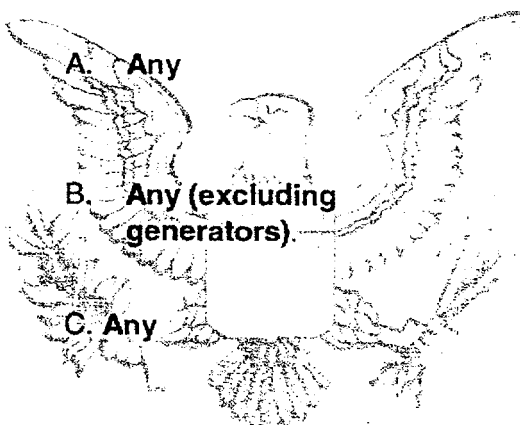 A. Any
B. Any (excluding
generators).
C. Any